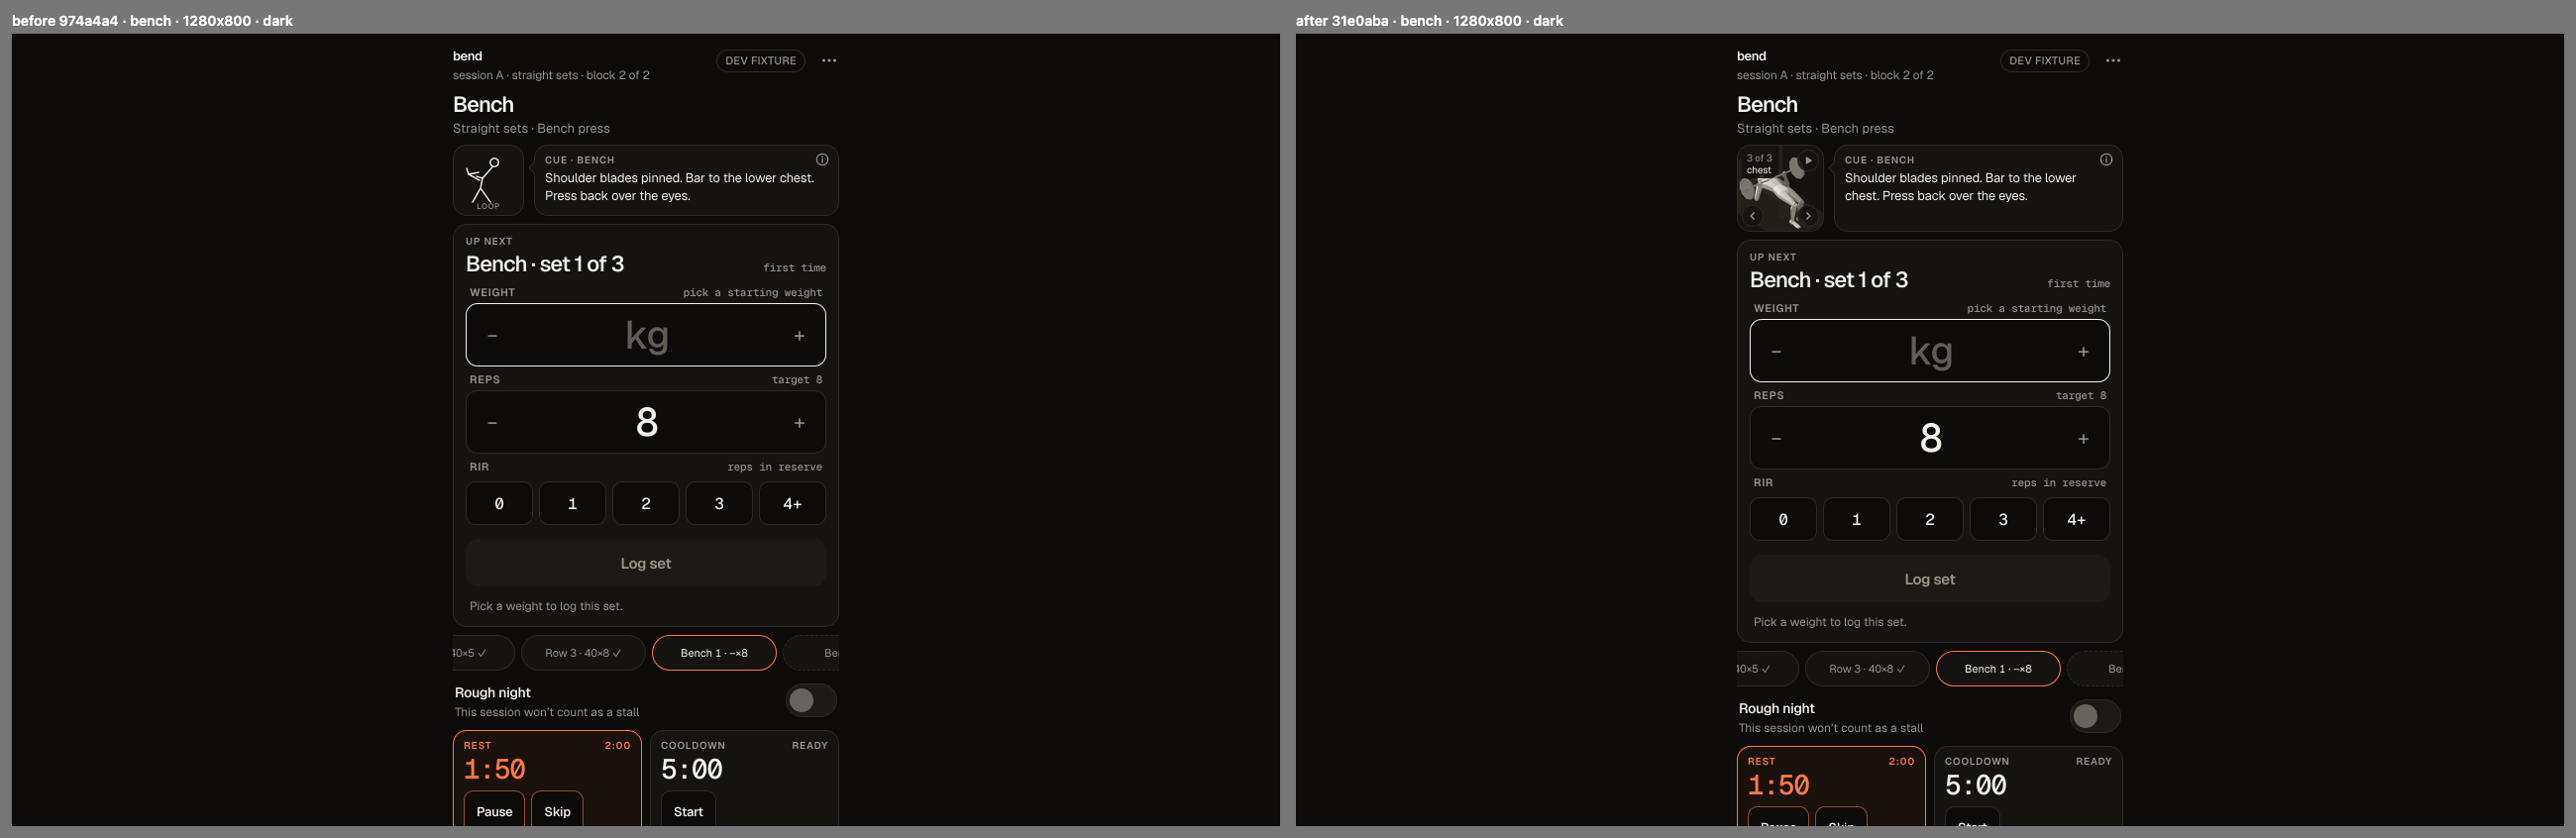 before 974a4a4 · bench · 1280x800 · dark
bend
session A · straight sets · block 2 of 2
DEV FIXTURE
Bench
Straight sets · Bench press
LOOP
CUE · BENCH
Shoulder blades pinned. Bar to the lower chest.
Press back over the eyes.
UP NEXT
Bench · set 1 of 3
first time
WEIGHT
pick a starting weight
− kg +
REPS
target 8
− 8 +
RIR
reps in reserve
0 1 2 3 4+
Log set
Pick a weight to log this set.
40×5 ✓
Row 3 · 40×8 ✓
Bench 1 · –×8
Be
Rough night
This session won't count as a stall
REST
2:00
1:50
Pause
Skip
COOLDOWN
READY
5:00
Start
after 31e0aba · bench · 1280x800 · dark
bend
session A · straight sets · block 2 of 2
DEV FIXTURE
Bench
Straight sets · Bench press
3 of 3
chest
CUE · BENCH
Shoulder blades pinned. Bar to the lower
chest. Press back over the eyes.
UP NEXT
Bench · set 1 of 3
first time
WEIGHT
pick a starting weight
− kg +
REPS
target 8
− 8 +
RIR
reps in reserve
0 1 2 3 4+
Log set
Pick a weight to log this set.
40×5 ✓
Row 3 · 40×8 ✓
Bench 1 · –×8
Be
Rough night
This session won't count as a stall
REST
2:00
1:50
Pause
Skip
COOLDOWN
READY
5:00
Start